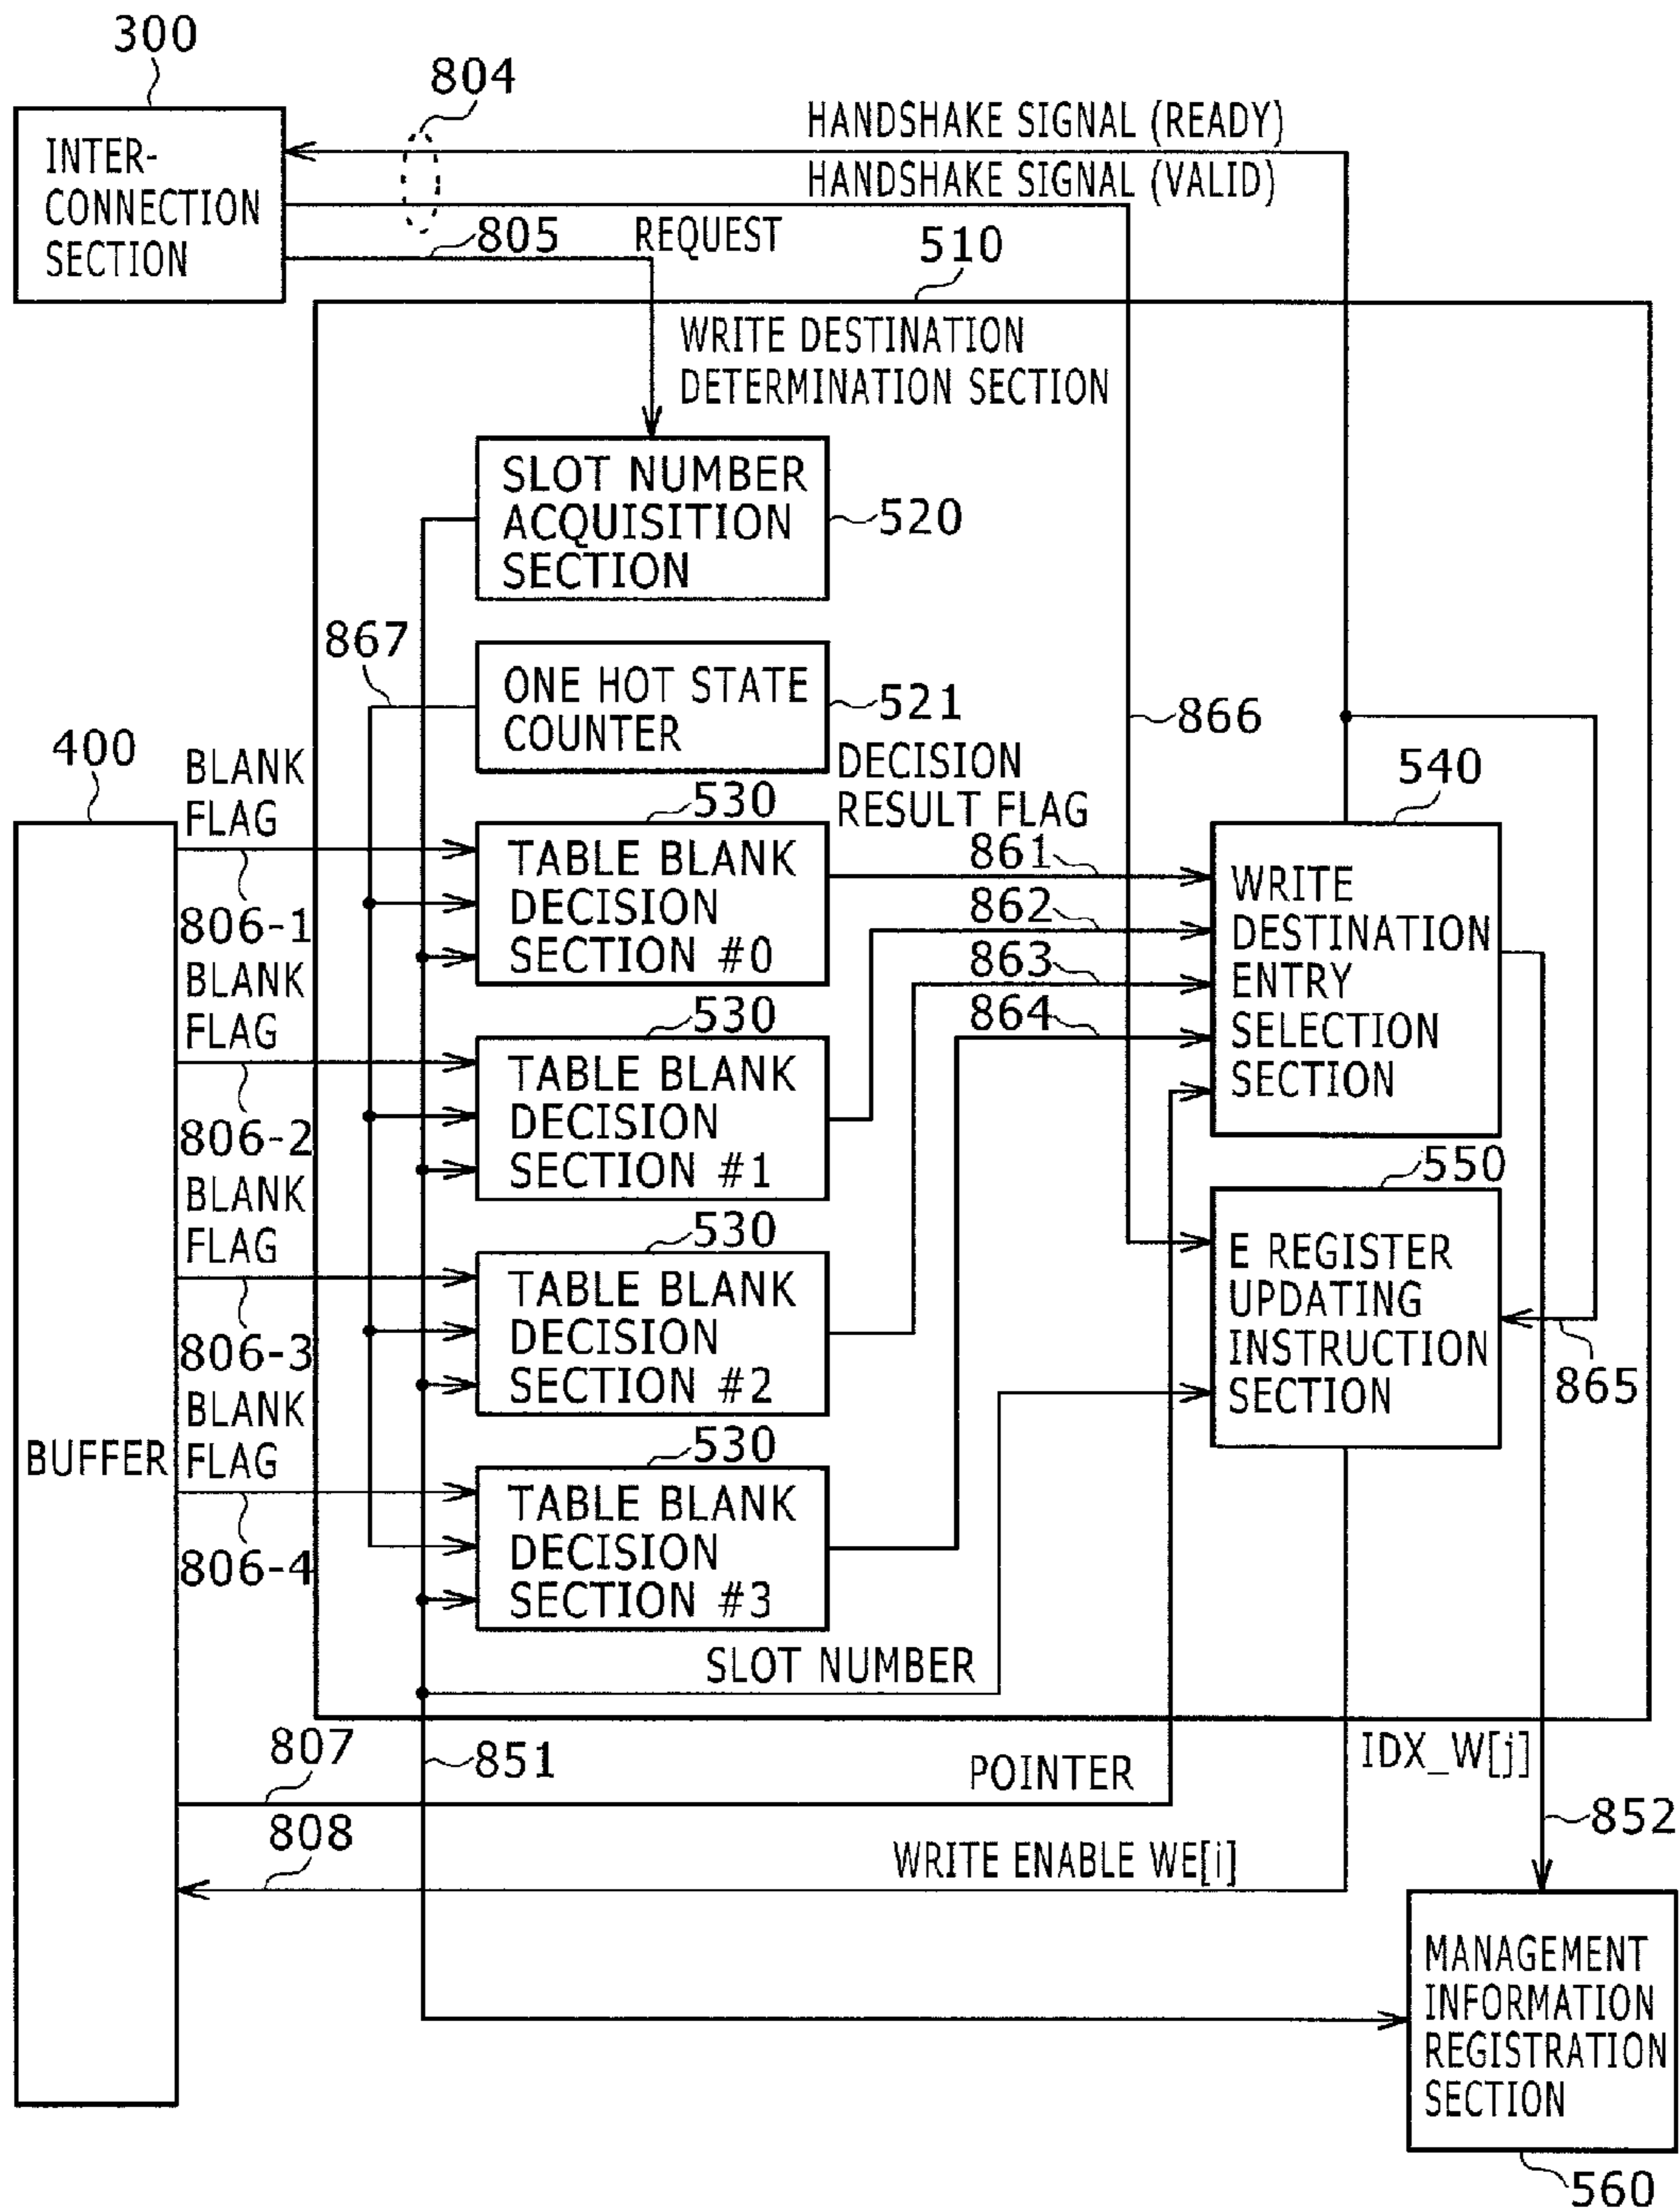 300
804
HANDSHAKE SIGNAL (READY)
INTER-
CONNECTION
SECTION
HANDSHAKE SIGNAL (VALID)
805
REQUEST
510
WRITE DESTINATION
DETERMINATION SECTION
SLOT NUMBER
ACQUISITION
SECTION
520
867
ONE HOT STATE
COUNTER
521
866
400
BLANK
FLAG
DECISION
RESULT FLAG
540
530
TABLE BLANK
DECISION
SECTION #0
861
862
863
864
WRITE
DESTINATION
ENTRY
SELECTION
SECTION
806-1
BLANK
FLAG
530
TABLE BLANK
DECISION
SECTION #1
806-2
550
BLANK
FLAG
530
TABLE BLANK
DECISION
SECTION #2
E REGISTER
UPDATING
INSTRUCTION
SECTION
865
806-3
BLANK
FLAG
BUFFER
530
TABLE BLANK
DECISION
SECTION #3
806-4
SLOT NUMBER
807
851
POINTER
IDX_W[j]
852
808
WRITE ENABLE WE[i]
MANAGEMENT
INFORMATION
REGISTRATION
SECTION
560